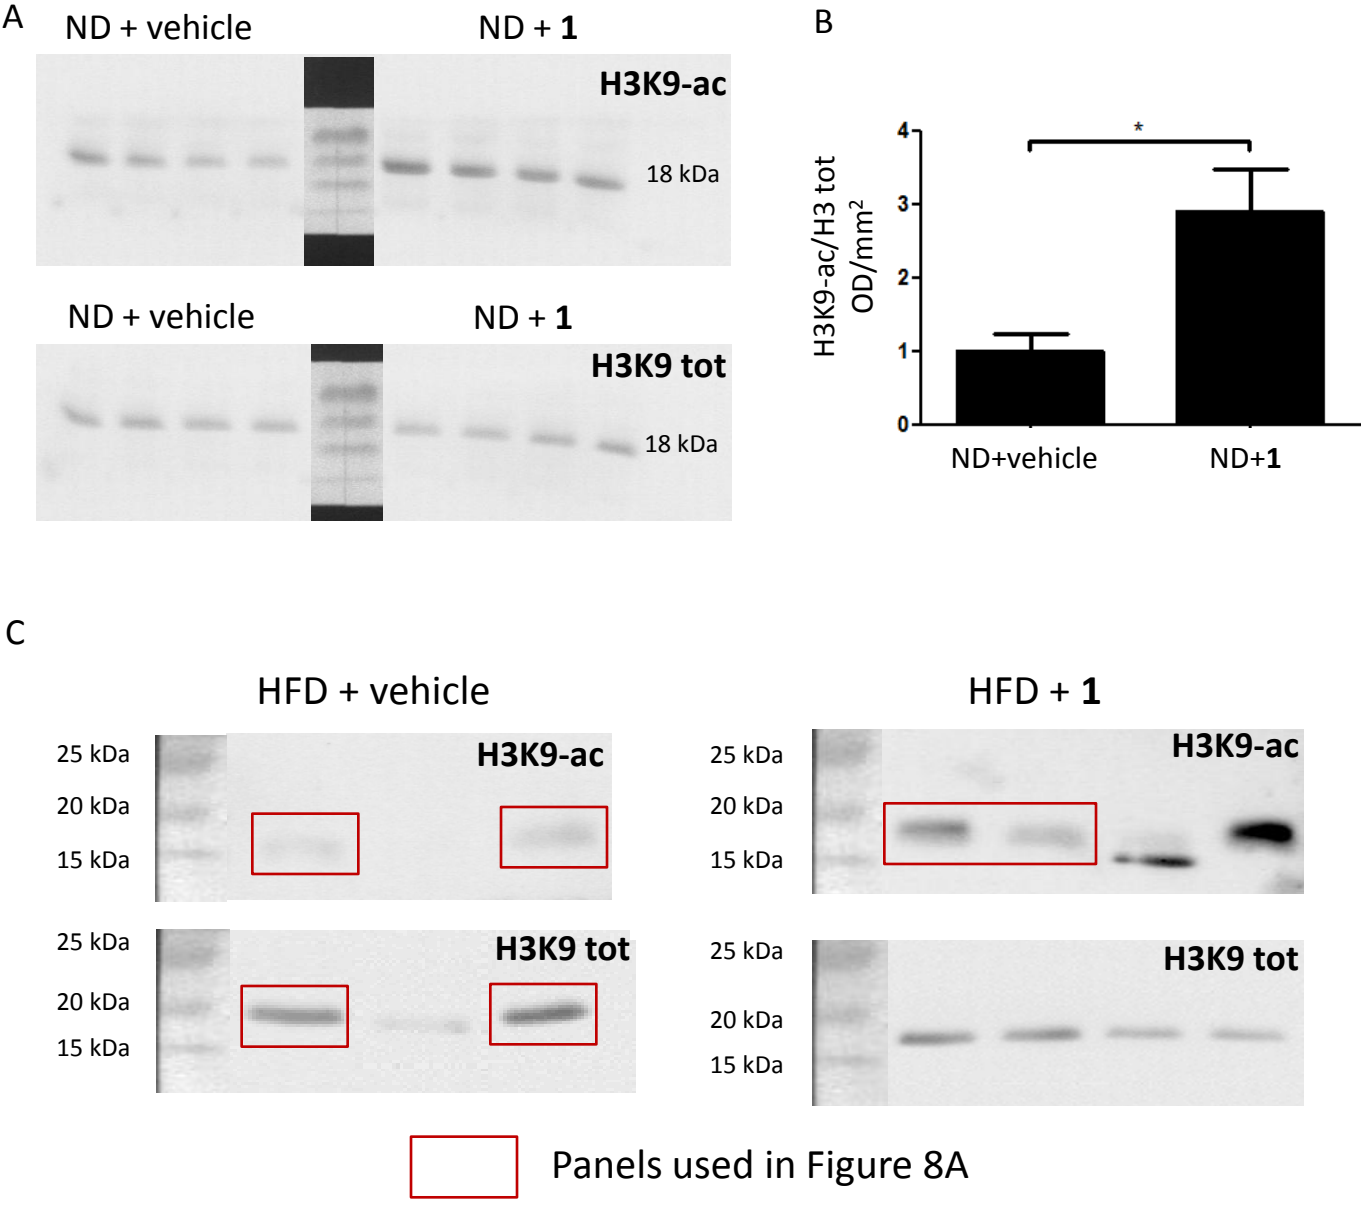 A
ND + vehicle
ND + 1
H3K9-ac
18 kDa
ND + vehicle
ND + 1
H3K9 tot
18 kDa
B
H3K9-ac/H3 tot
OD/mm²
4
3
2
1
0
*
ND+vehicle
ND+1
C
HFD + vehicle
25 kDa
20 kDa
15 kDa
H3K9-ac
25 kDa
20 kDa
15 kDa
H3K9 tot
HFD + 1
25 kDa
20 kDa
15 kDa
H3K9-ac
25 kDa
20 kDa
15 kDa
H3K9 tot
Panels used in Figure 8A